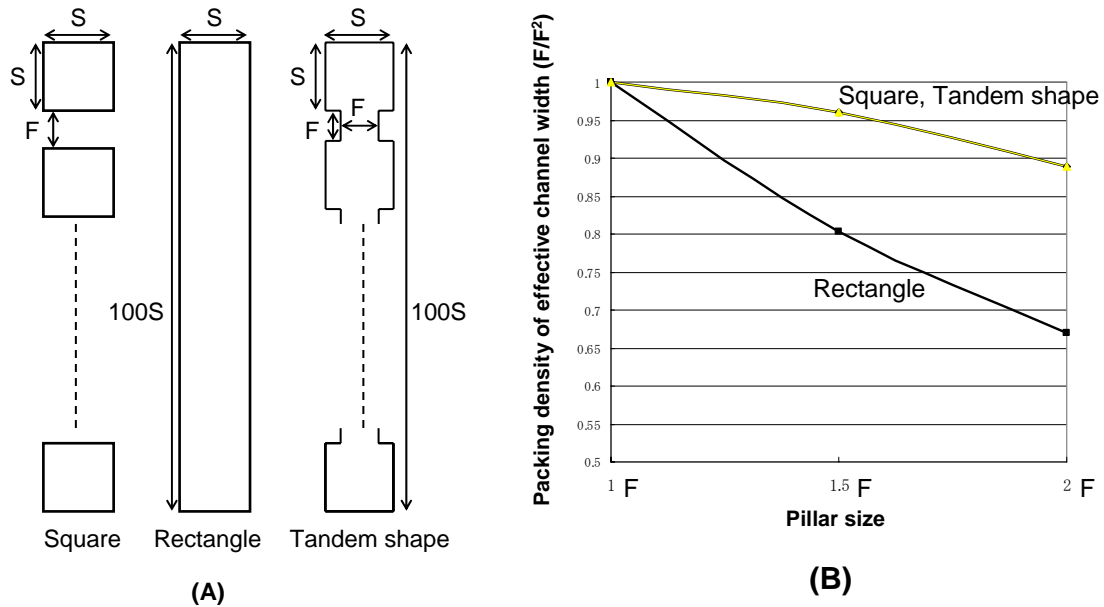 S
S
F
100S
S
S
S
F
F
100S
Square
Rectangle
Tandem shape
(A)
Packing density of effective channel width (F/F²)
1
0.95
0.9
0.85
0.8
0.75
0.7
0.65
0.6
0.55
0.5
Square, Tandem shape
Rectangle
1 F
1.5 F
2 F
Pillar size
(B)